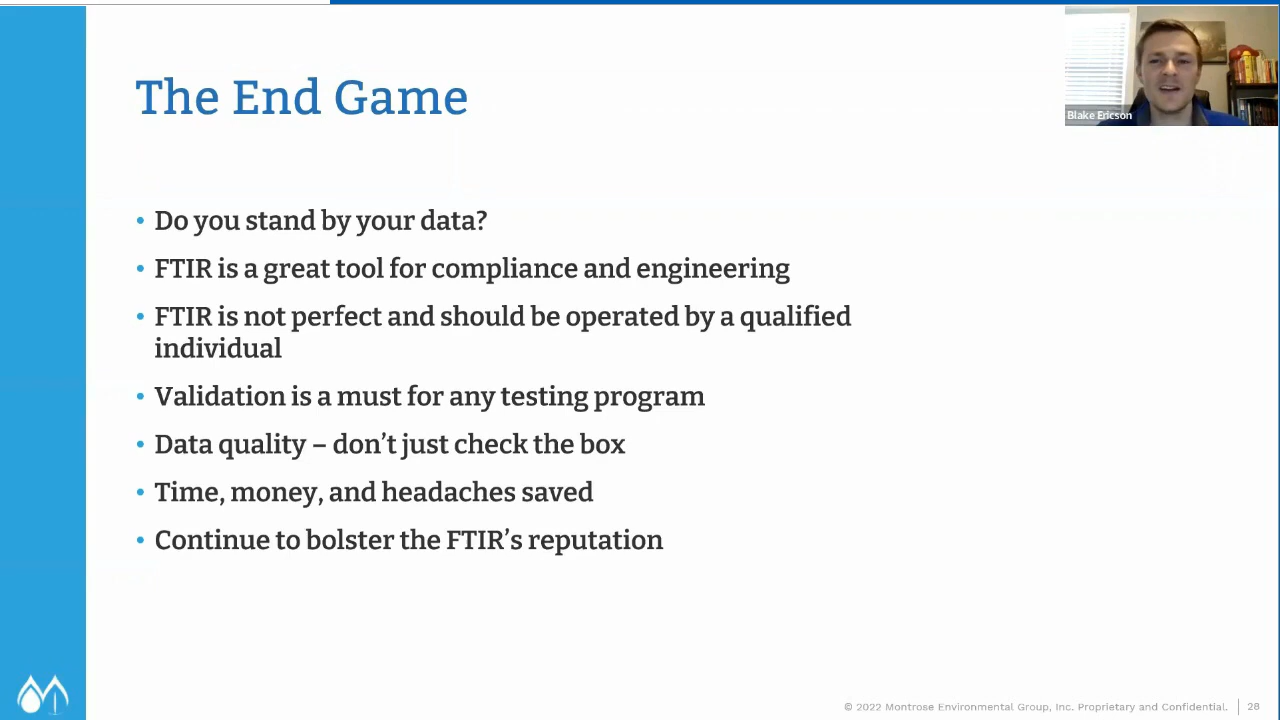 The End Game
Blake Ericson
• Do you stand by your data?
• FTIR is a great tool for compliance and engineering
• FTIR is not perfect and should be operated by a qualified
individual
• Validation is a must for any testing program
• Data quality – don’t just check the box
• Time, money, and headaches saved
• Continue to bolster the FTIR’s reputation
© 2022 Montrose Environmental Group, Inc. Proprietary and Confidential.
28